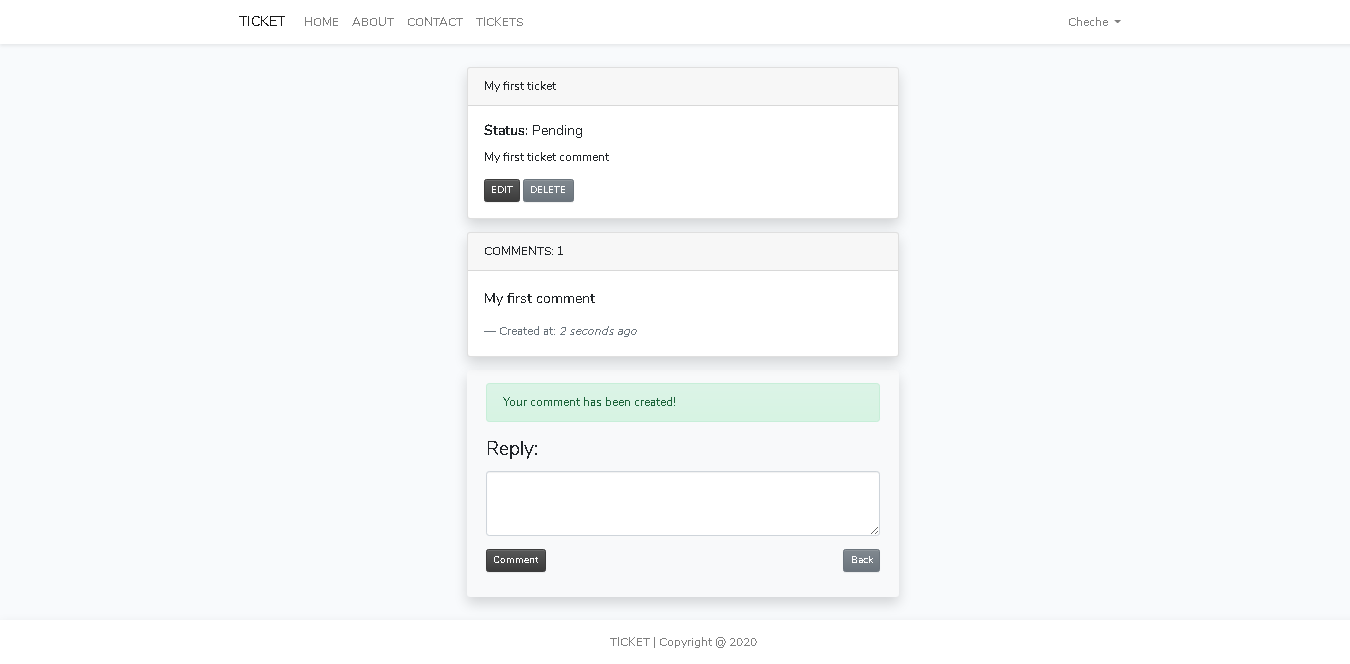 TICKET HOME ABOUT CONTACT TICKETS Cheche
My first ticket
Status: Pending
My first ticket comment
EDIT DELETE
COMMENTS: 1
My first comment
— Created at: 2 seconds ago
Your comment has been created!
Reply:
Comment Back
TICKET | Copyright @ 2020